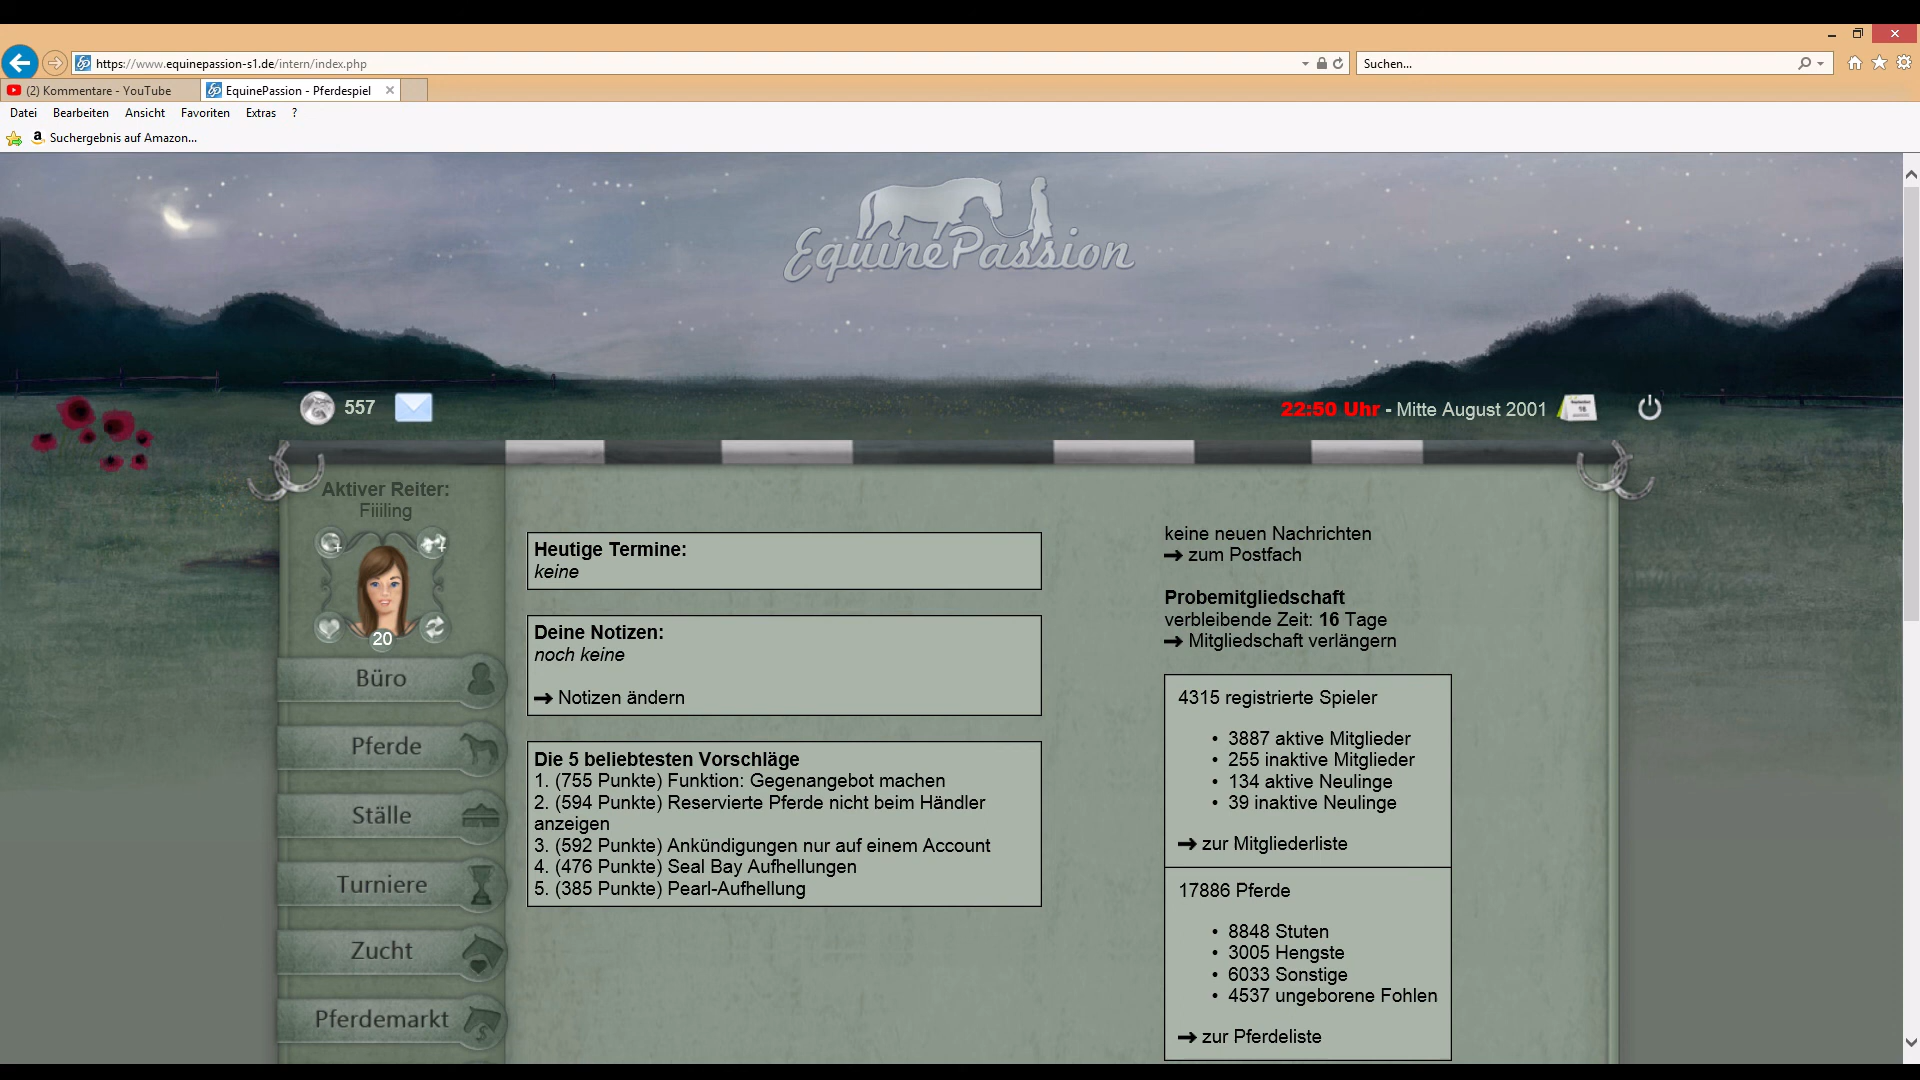 https://www.equinepassion-s1.de/intern/index.php
Suchen...
(2) Kommentare - YouTube
EquinePassion - Pferdespiel
Datei Bearbeiten Ansicht Favoriten Extras ?
a Suchergebnis auf Amazon...
EquinePassion
557
22:50 Uhr - Mitte August 2001
Aktiver Reiter:
Fiiiling
20
Büro
Pferde
Ställe
Turniere
Zucht
Pferdemarkt
Heutige Termine:
keine
Deine Notizen:
noch keine
➞ Notizen ändern
Die 5 beliebtesten Vorschläge
1. (755 Punkte) Funktion: Gegenangebot machen
2. (594 Punkte) Reservierte Pferde nicht beim Händler
anzeigen
3. (592 Punkte) Ankündigungen nur auf einem Account
4. (476 Punkte) Seal Bay Aufhellungen
5. (385 Punkte) Pearl-Aufhellung
keine neuen Nachrichten
➞ zum Postfach
Probemitgliedschaft
verbleibende Zeit: 16 Tage
➞ Mitgliedschaft verlängern
4315 registrierte Spieler
• 3887 aktive Mitglieder
• 255 inaktive Mitglieder
• 134 aktive Neulinge
• 39 inaktive Neulinge
➞ zur Mitgliederliste
17886 Pferde
• 8848 Stuten
• 3005 Hengste
• 6033 Sonstige
• 4537 ungeborene Fohlen
➞ zur Pferdeliste